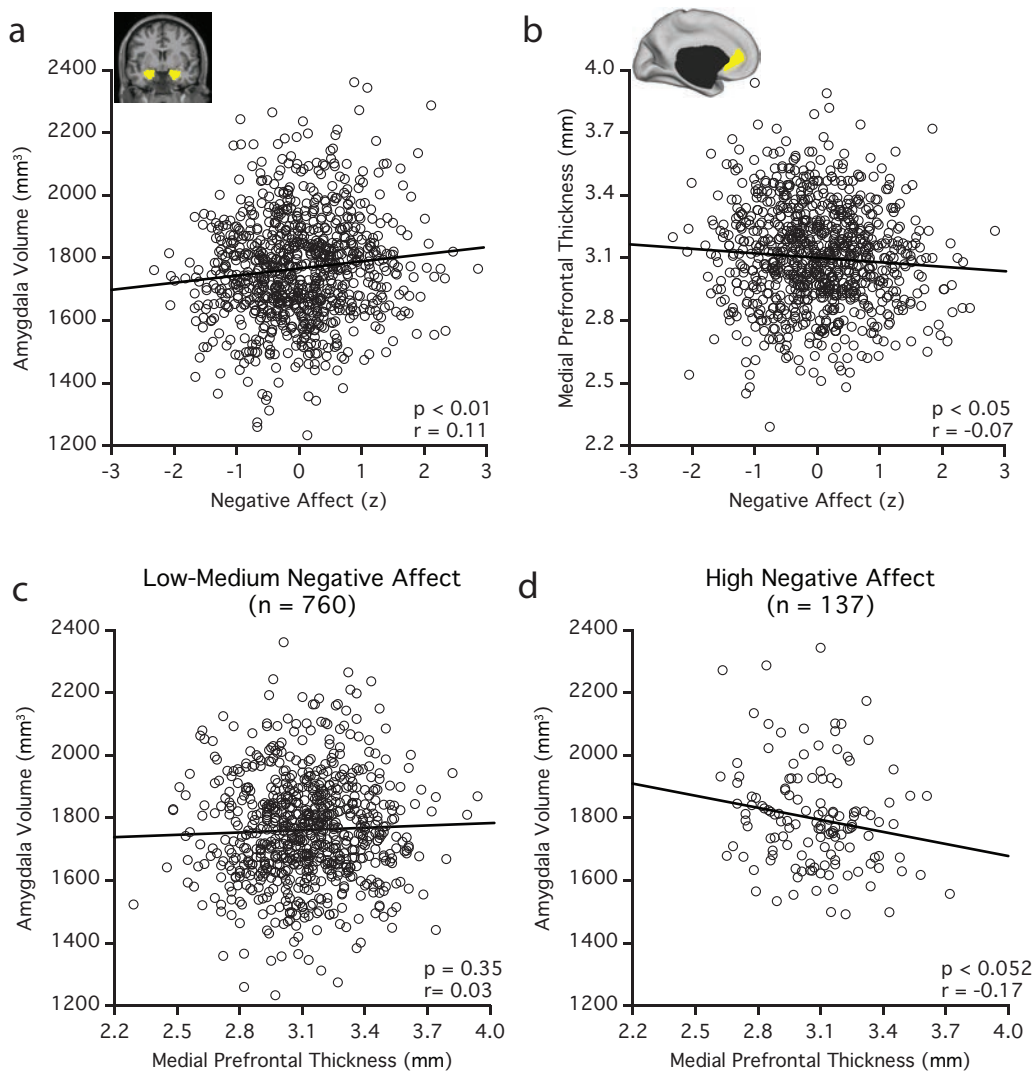 a
2400
2200
2000
1800
1600
1400
1200
Amygdala Volume (mm³)
-3 -2 -1 0 1 2 3
Negative Affect (z)
p < 0.01
r = 0.11
b
4.0
3.7
3.4
3.1
2.8
2.5
2.2
Medial Prefrontal Thickness (mm)
-3 -2 -1 0 1 2 3
Negative Affect (z)
p < 0.05
r = -0.07
c
Low-Medium Negative Affect
(n = 760)
2400
2200
2000
1800
1600
1400
1200
Amygdala Volume (mm³)
2.2 2.5 2.8 3.1 3.4 3.7 4.0
Medial Prefrontal Thickness (mm)
p = 0.35
r= 0.03
d
High Negative Affect
(n = 137)
2400
2200
2000
1800
1600
1400
1200
Amygdala Volume (mm³)
2.2 2.5 2.8 3.1 3.4 3.7 4.0
Medial Prefrontal Thickness (mm)
p < 0.052
r = -0.17